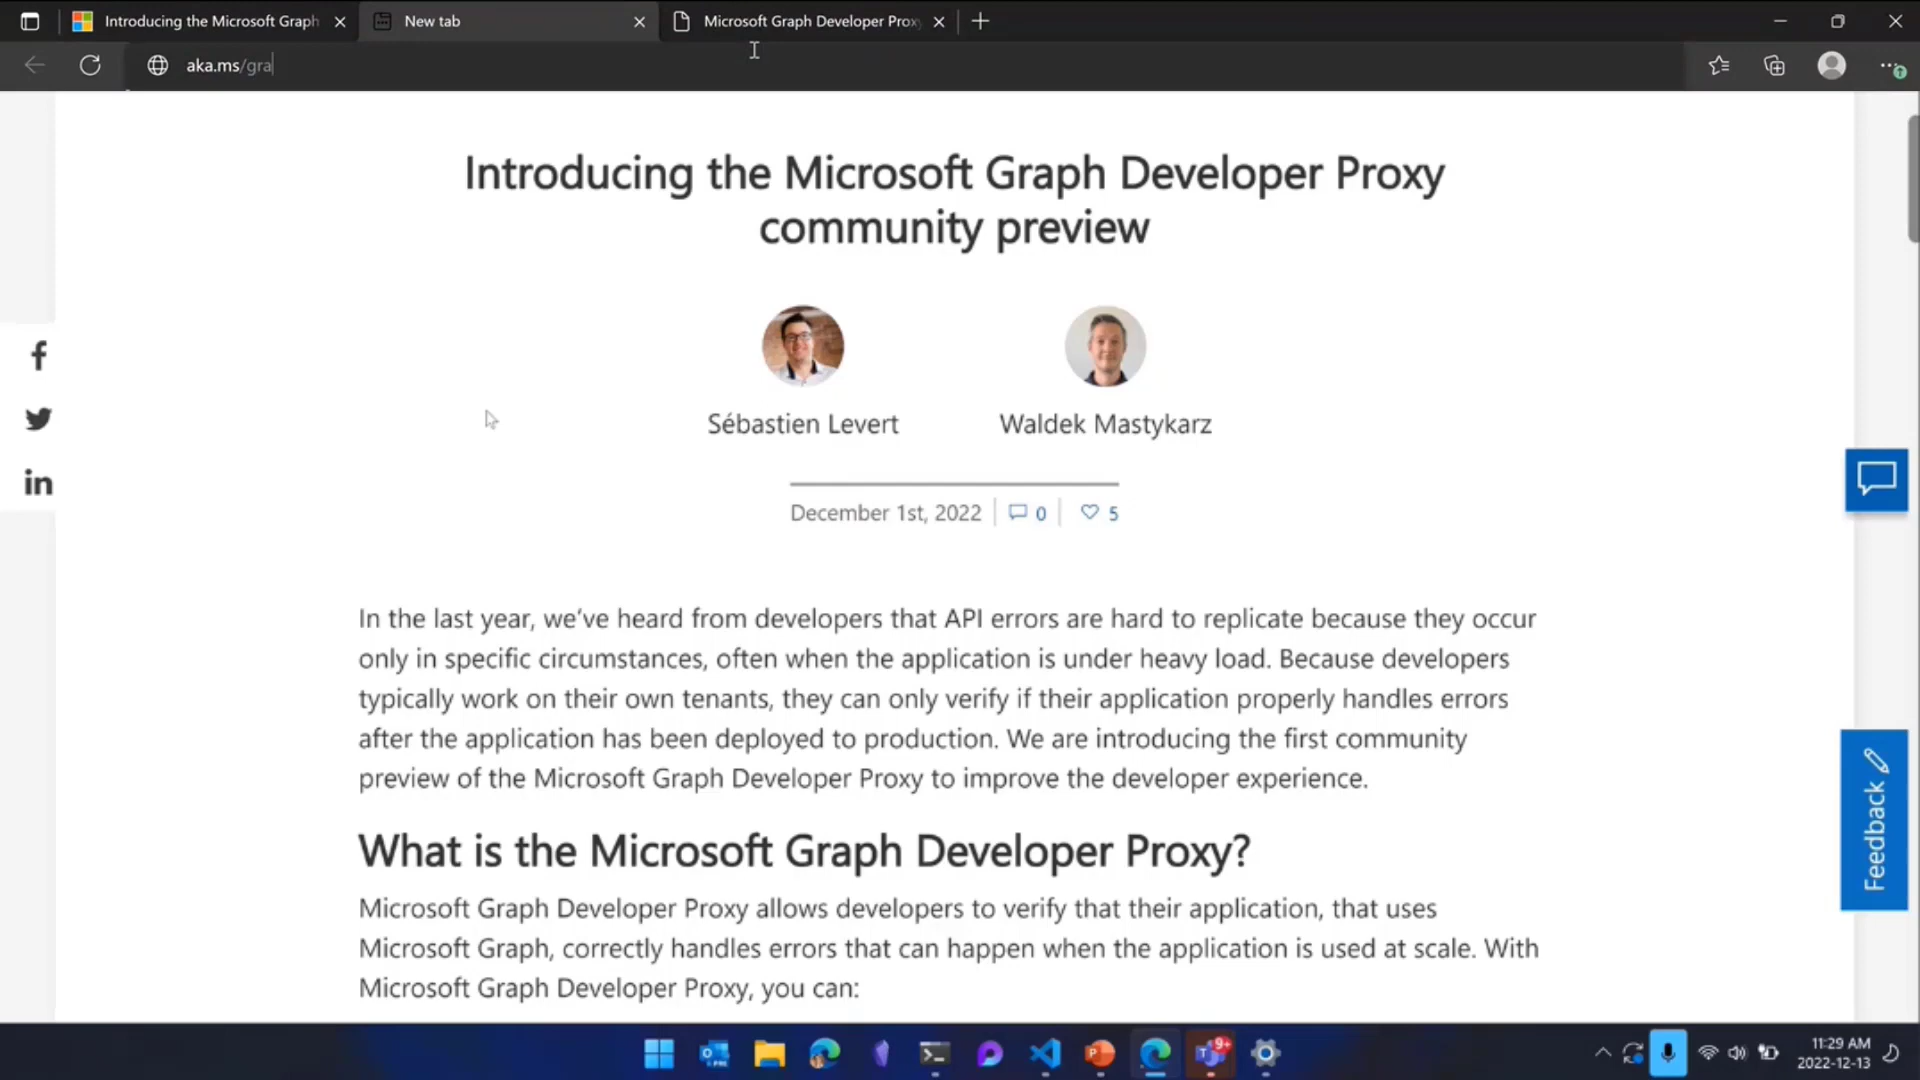 Introducing the Microsoft Graph
New tab
Microsoft Graph Developer Prox
aka.ms/gra
Introducing the Microsoft Graph Developer Proxy
community preview
Sébastien Levert
Waldek Mastykarz
December 1st, 2022
0
5
In the last year, we’ve heard from developers that API errors are hard to replicate because they occur
only in specific circumstances, often when the application is under heavy load. Because developers
typically work on their own tenants, they can only verify if their application properly handles errors
after the application has been deployed to production. We are introducing the first community
preview of the Microsoft Graph Developer Proxy to improve the developer experience.
What is the Microsoft Graph Developer Proxy?
Microsoft Graph Developer Proxy allows developers to verify that their application, that uses
Microsoft Graph, correctly handles errors that can happen when the application is used at scale. With
Microsoft Graph Developer Proxy, you can:
Feedback
9+
11:29 AM
2022-12-13